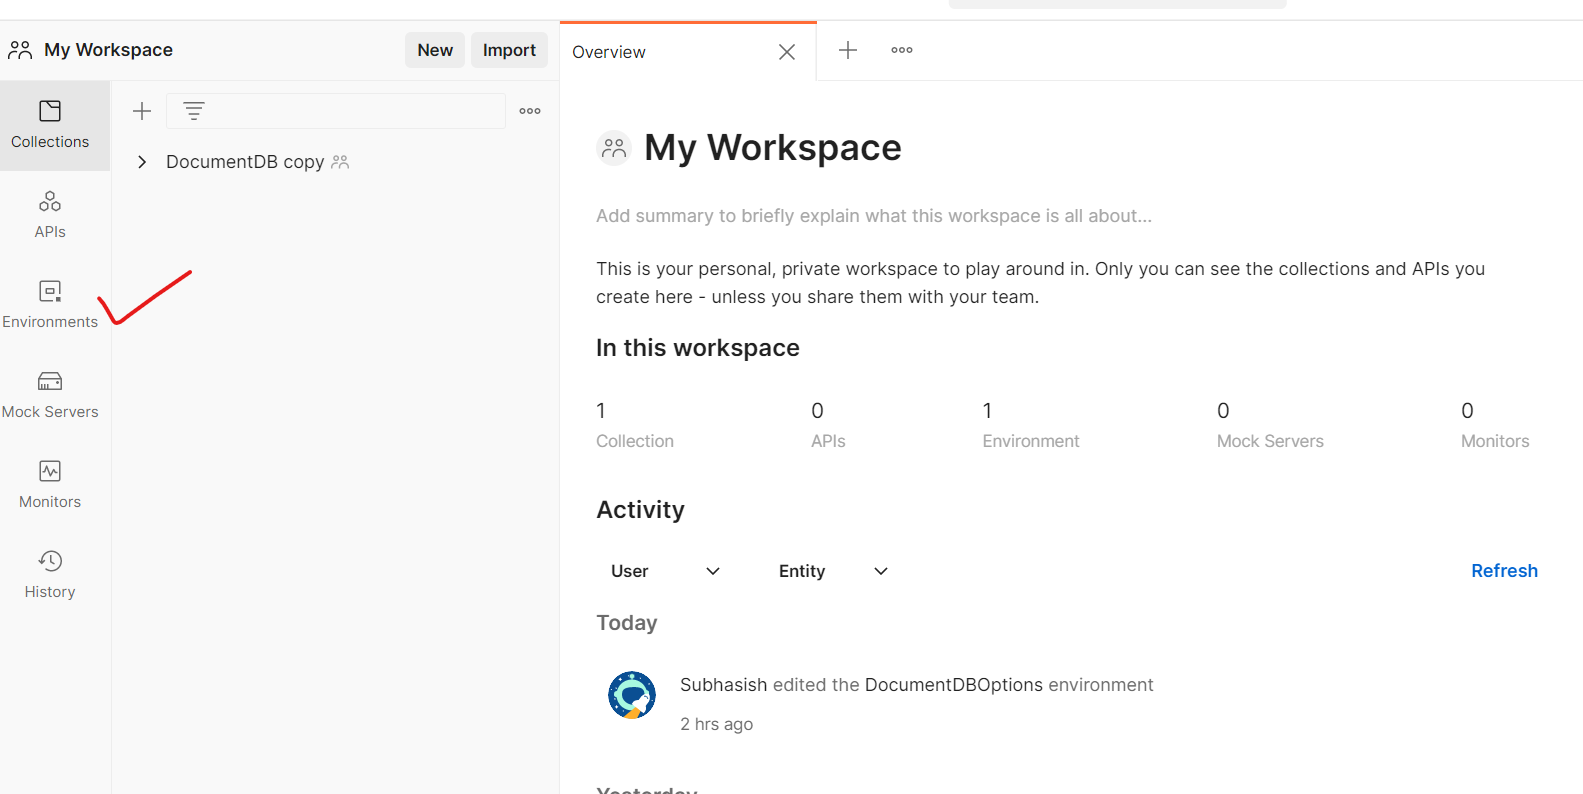 My Workspace
New
Import
Overview
Collections
DocumentDB copy
APIs
Environments
Mock Servers
Monitors
History
My Workspace
Add summary to briefly explain what this workspace is all about...
This is your personal, private workspace to play around in. Only you can see the collections and APIs you
create here - unless you share them with your team.
In this workspace
1 0 1 0 0
Collection APIs Environment Mock Servers Monitors
Activity
User Entity Refresh
Today
Subhasish edited the DocumentDBOptions environment
2 hrs ago
Yesterday